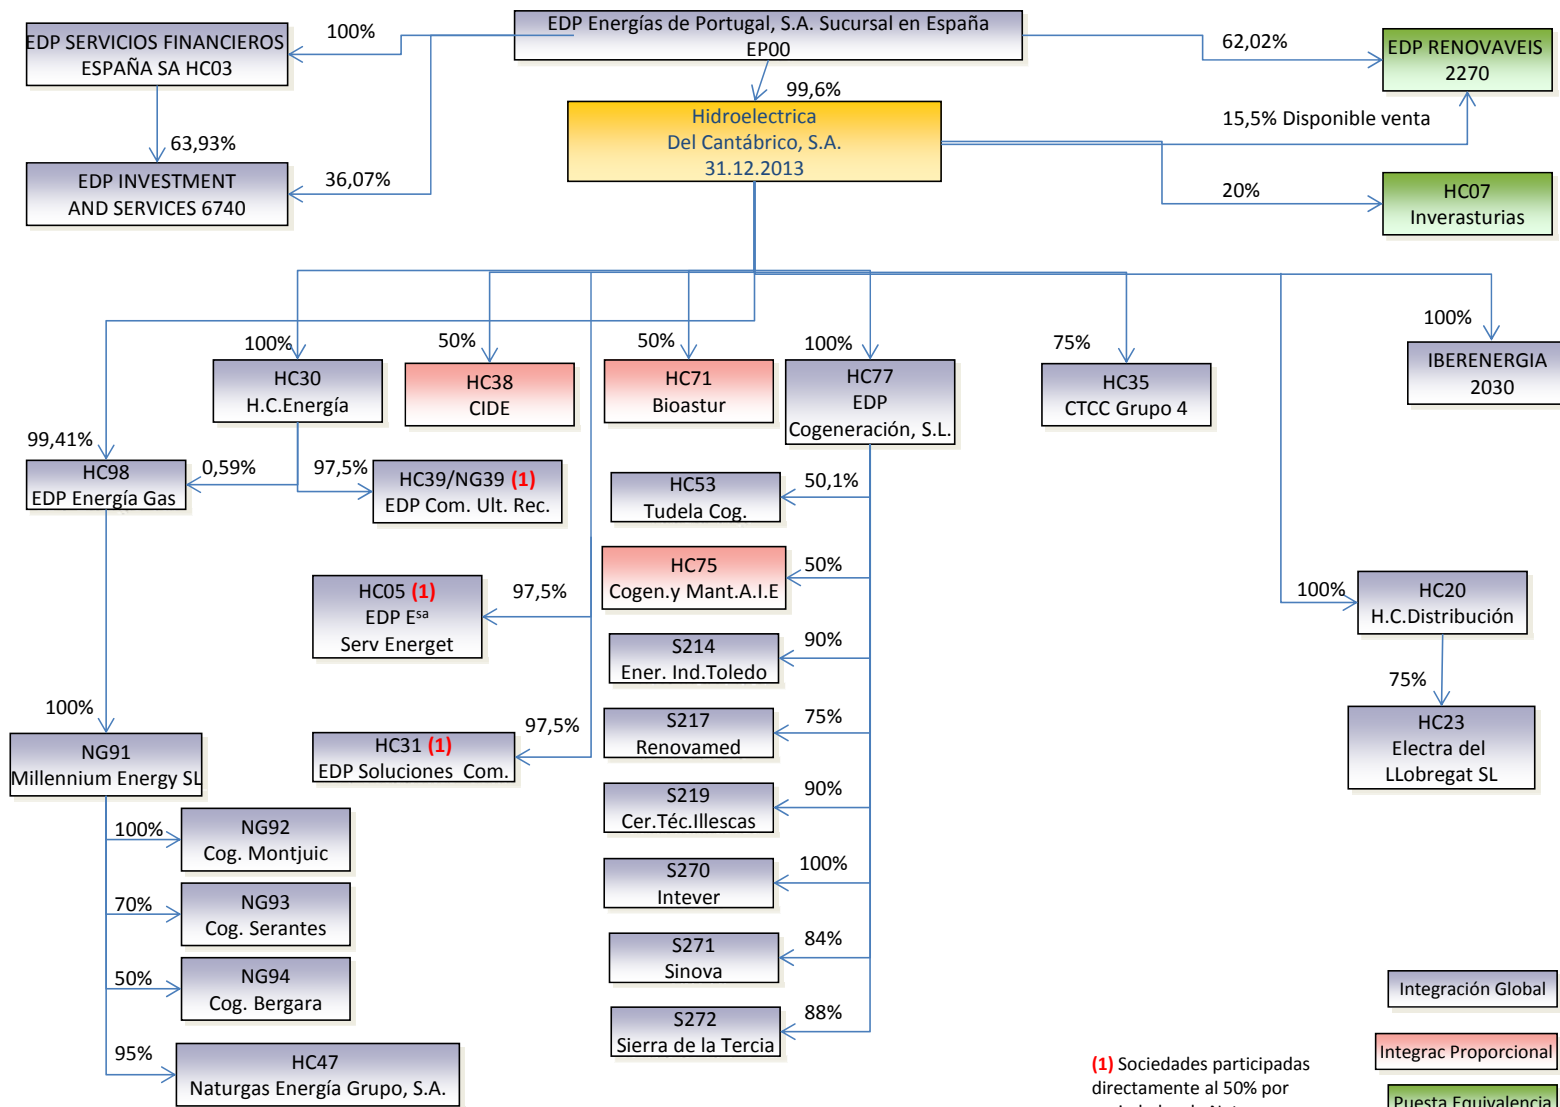 EDP Energías de Portugal, S.A. Sucursal en España
EP00
EDP SERVICIOS FINANCIEROS
ESPAÑA SA HC03
100%
62,02%
EDP RENOVAVEIS
2270
99,6%
Hidroelectrica
Del Cantábrico, S.A.
31.12.2013
15,5% Disponible venta
63,93%
EDP INVESTMENT
AND SERVICES 6740
36,07%
20%
HC07
Inverasturias
100%
HC30
H.C.Energía
50%
HC38
CIDE
50%
HC71
Bioastur
100%
HC77
EDP
Cogeneración, S.L.
75%
HC35
CTCC Grupo 4
100%
IBERENERGIA
2030
99,41%
HC98
EDP Energía Gas
0,59%
97,5%
HC39/NG39 (1)
EDP Com. Ult. Rec.
HC53
Tudela Cog.
50,1%
HC75
Cogen.y Mant.A.I.E
50%
HC05 (1)
EDP Esa
Serv Energet
97,5%
100%
HC20
H.C.Distribución
S214
Ener. Ind.Toledo
90%
75%
HC23
Electra del
LLobregat SL
100%
NG91
Millennium Energy SL
HC31 (1)
EDP Soluciones Com.
97,5%
S217
Renovamed
75%
S219
Cer.Téc.Illescas
90%
100%
NG92
Cog. Montjuic
S270
Intever
100%
70%
NG93
Cog. Serantes
S271
Sinova
84%
50%
NG94
Cog. Bergara
S272
Sierra de la Tercia
88%
95%
HC47
Naturgas Energía Grupo, S.A.
Integración Global
Integrac Proporcional
Puesta Equivalencia
(1) Sociedades participadas
directamente al 50% por